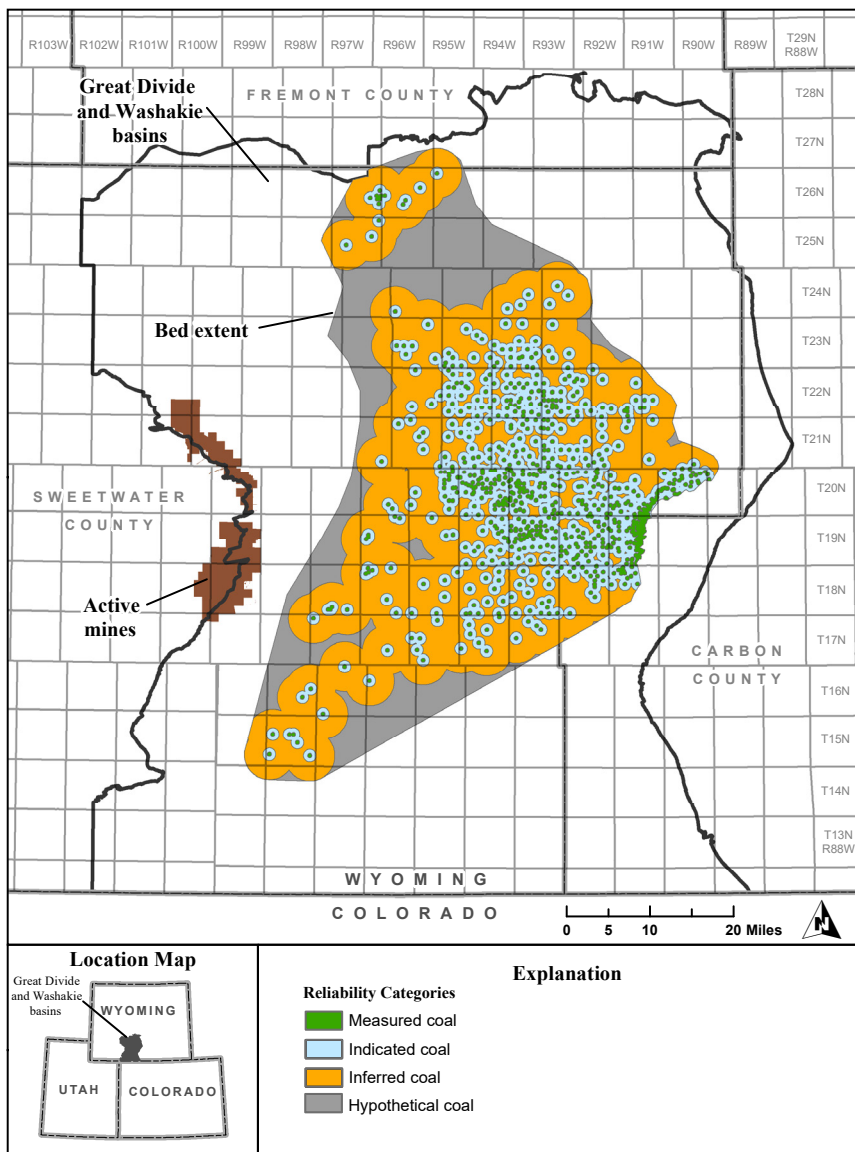 R103W R102W R101W R100W R99W R98W R97W R96W R95W R94W R93W R92W R91W R90W R89W T29N
R88W
Great Divide
and Washakie
basins
FREMONT COUNTY
T28N
T27N
T26N
T25N
T24N
Bed extent
T23N
T22N
T21N
SWEETWATER
COUNTY
T20N
T19N
Active
mines
T18N
T17N
CARBON
COUNTY
T16N
T15N
T14N
T13N
R88W
WYOMING
COLORADO
0 5 10 20 Miles
N
Location Map
Great Divide
and Washakie
basins
WYOMING
UTAH
COLORADO
Explanation
Reliability Categories
Measured coal
Indicated coal
Inferred coal
Hypothetical coal